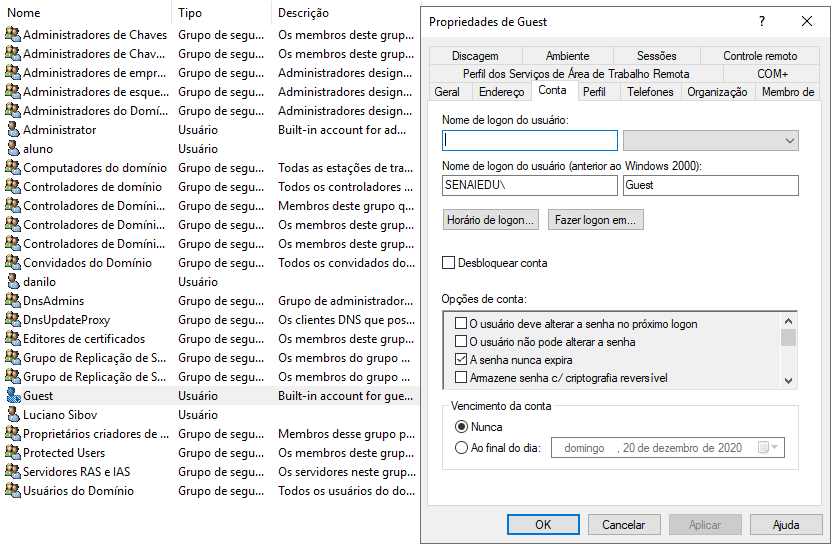 Nome Tipo Descrição
Administradores de Chaves Grupo de segu... Os membros deste grup...
Administradores de Chav... Grupo de segu... Os membros deste grup...
Administradores de empr... Grupo de segu... Administradores design...
Administradores de esque... Grupo de segu... Administradores design...
Administradores do Domí... Grupo de segu... Administradores design...
Administrator Usuário Built-in account for ad...
aluno Usuário
Computadores do domínio Grupo de segu... Todas as estações de tra...
Controladores de domínio Grupo de segu... Todos os controladores ...
Controladores de Domíni... Grupo de segu... Membros deste grupo q...
Controladores de Domíni... Grupo de segu... Os membros deste grup...
Controladores de Domíni... Grupo de segu... Os membros deste grup...
Convidados do Domínio Grupo de segu... Todos os convidados do...
danilo Usuário
DnsAdmins Grupo de segu... Grupo de administrador...
DnsUpdateProxy Grupo de segu... Os clientes DNS que pos...
Editores de certificados Grupo de segu... Os membros deste grup...
Grupo de Replicação de S... Grupo de segu... Os membros do grupo ...
Grupo de Replicação de S... Grupo de segu... Os membros do grupo ...
Guest Usuário Built-in account for gue...
Luciano Sibov Usuário
Proprietários criadores de ... Grupo de segu... Membros desse grupo p...
Protected Users Grupo de segu... Os membros deste grup...
Servidores RAS e IAS Grupo de segu... Os servidores neste grup...
Usuários do Domínio Grupo de segu... Todos os usuários do do...
Propriedades de Guest ?
Discagem Ambiente Sessões Controle remoto
Perfil dos Serviços de Área de Trabalho Remota COM+
Geral Endereço Conta Perfil Telefones Organização Membro de
Nome de logon do usuário:
Nome de logon do usuário (anterior ao Windows 2000):
SENAIEDU\ Guest
Horário de logon... Fazer logon em...
Desbloquear conta
Opções de conta:
O usuário deve alterar a senha no próximo logon
O usuário não pode alterar a senha
A senha nunca expira
Armazene senha c/ criptografia reversível
Vencimento da conta
Nunca
Ao final do dia: domingo , 20 de dezembro de 2020
OK Cancelar Aplicar Ajuda